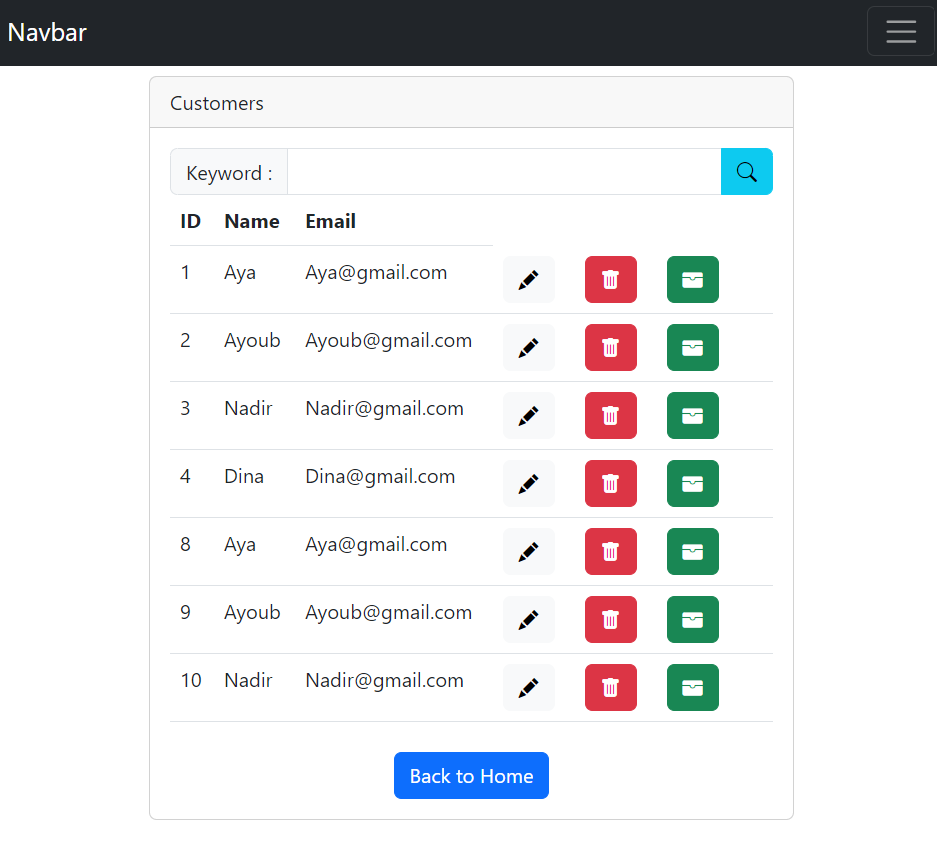 Navbar
Customers
Keyword :
ID Name Email
1 Aya Aya@gmail.com
2 Ayoub Ayoub@gmail.com
3 Nadir Nadir@gmail.com
4 Dina Dina@gmail.com
8 Aya Aya@gmail.com
9 Ayoub Ayoub@gmail.com
10 Nadir Nadir@gmail.com
Back to Home